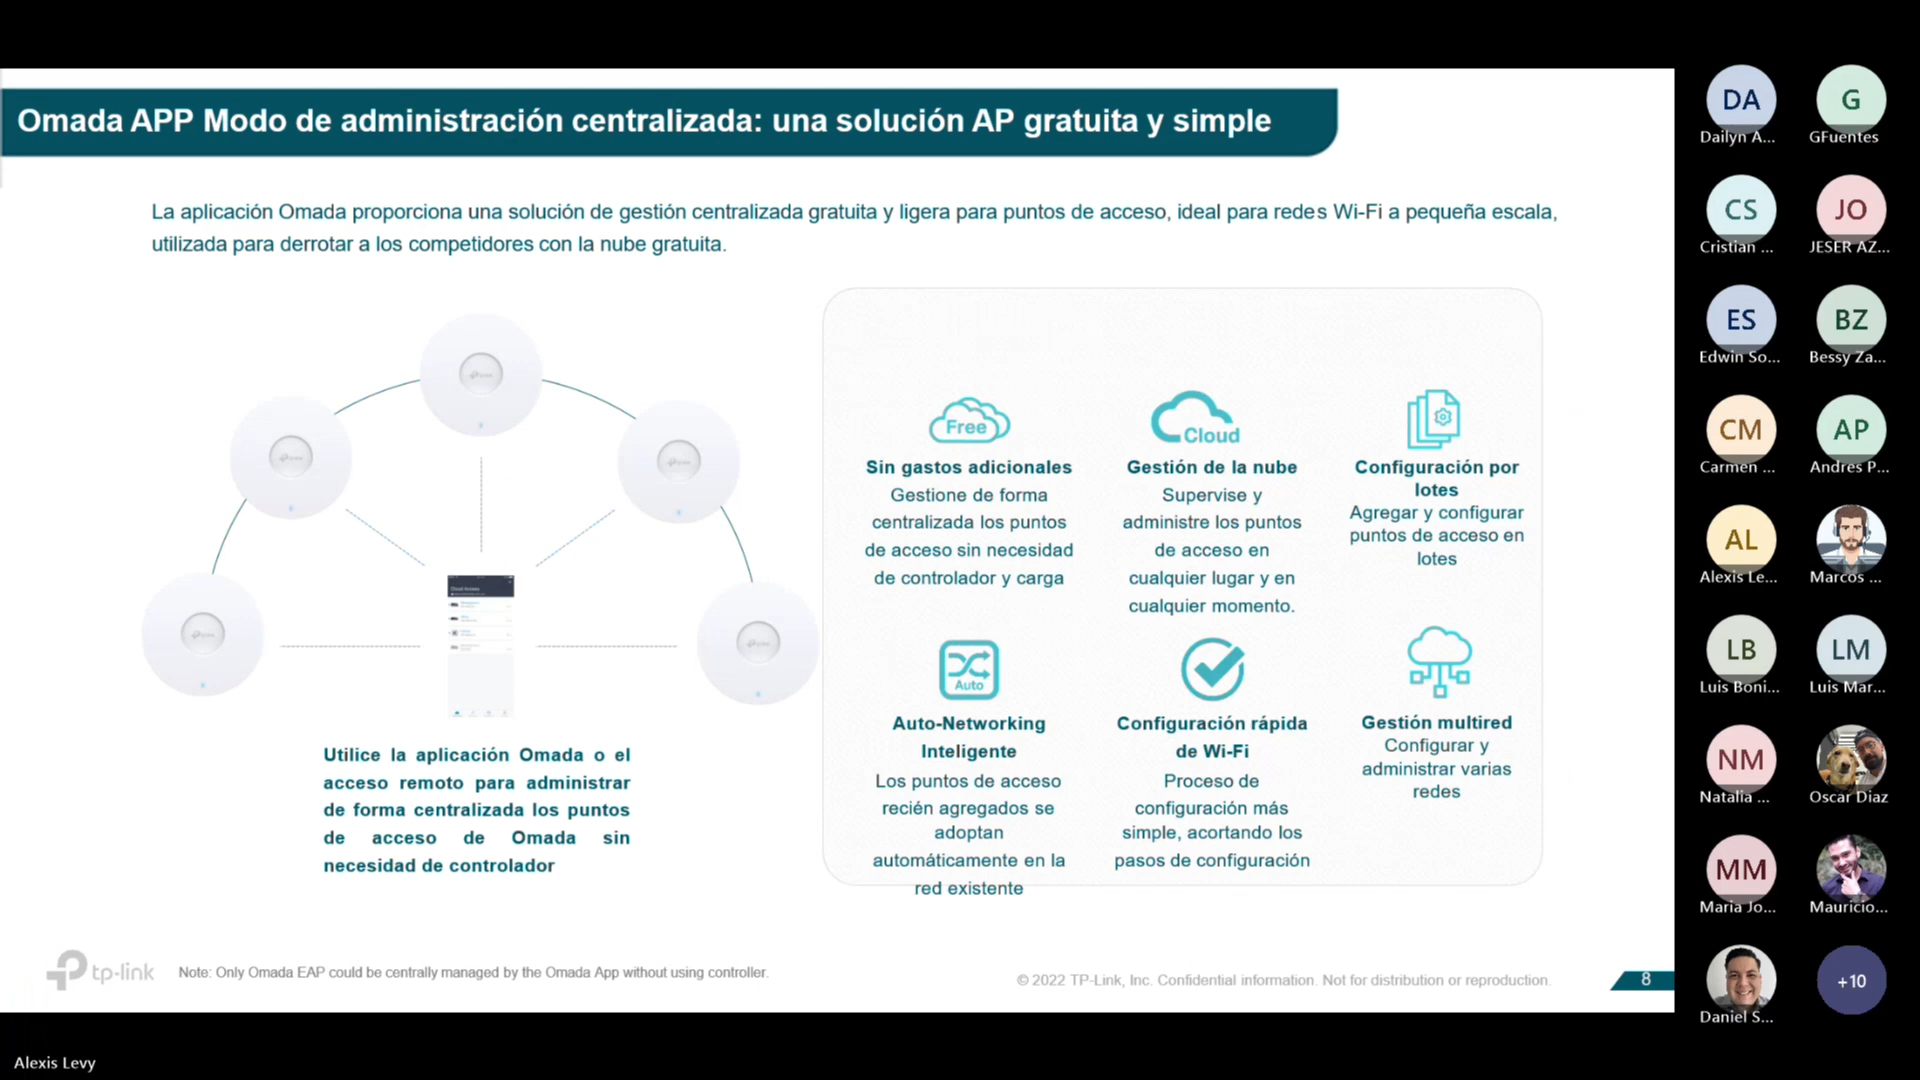 Omada APP Modo de administración centralizada: una solución AP gratuita y simple
La aplicación Omada proporciona una solución de gestión centralizada gratuita y ligera para puntos de acceso, ideal para redes Wi-Fi a pequeña escala,
utilizada para derrotar a los competidores con la nube gratuita.
Utilice la aplicación Omada o el
acceso remoto para administrar
de forma centralizada los puntos
de acceso de Omada sin
necesidad de controlador
Free
Sin gastos adicionales
Gestione de forma
centralizada los puntos
de acceso sin necesidad
de controlador y carga
Cloud
Gestión de la nube
Supervise y
administre los puntos
de acceso en
cualquier lugar y en
cualquier momento.
Configuración por
lotes
Agregar y configurar
puntos de acceso en
lotes
Auto
Auto-Networking
Inteligente
Los puntos de acceso
recién agregados se
adoptan
automáticamente en la
red existente
Configuración rápida
de Wi-Fi
Proceso de
configuración más
simple, acortando los
pasos de configuración
Gestión multired
Configurar y
administrar varias
redes
tp-link
Note: Only Omada EAP could be centrally managed by the Omada App without using controller.
© 2022 TP-Link, Inc. Confidential information. Not for distribution or reproduction.
8
DA
Dailyn A...
G
GFuentes
CS
Cristian ...
JO
JESER AZ...
ES
Edwin So...
BZ
Bessy Za...
CM
Carmen ...
AP
Andres P...
AL
Alexis Le...
Marcos ...
LB
Luis Boni...
LM
Luis Mar...
NM
Natalia ...
Oscar Diaz
MM
Maria Jo...
Mauricio...
Daniel S...
+10
Alexis Levy